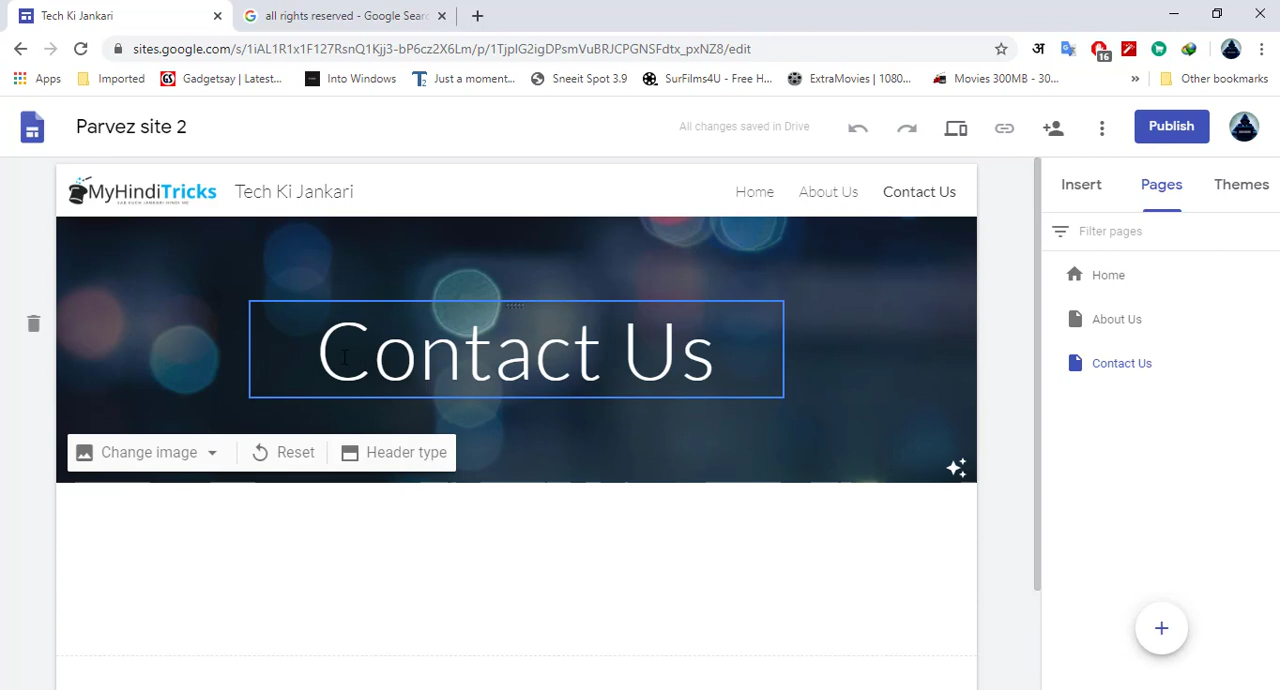 Tech Ki Jankari
all rights reserved - Google Sear
sites.google.com/s/1iAL1R1x1F127RsnQ1Kjj3-bP6cz2X6Lm/p/1TjpIG2igDPsmVuBRJCPGNSFdtx_pxNZ8/edit
अ
16
Apps
Imported
Gadgetsay | Latest...
Into Windows
Just a moment...
Sneeit Spot 3.9
SurFilms4U - Free H...
ExtraMovies | 1080...
Movies 300MB - 30...
»
Other bookmarks
Parvez site 2
All changes saved in Drive
Publish
MyHindiTricks
Tech Ki Jankari
Home
About Us
Contact Us
Insert
Pages
Themes
Filter pages
Home
About Us
Contact Us
Contact Us
Change image
Reset
Header type